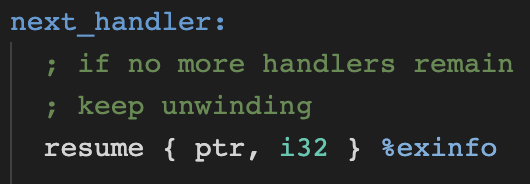 next_handler:
; if no more handlers remain
; keep unwinding
resume { ptr, i32 } %exinfo